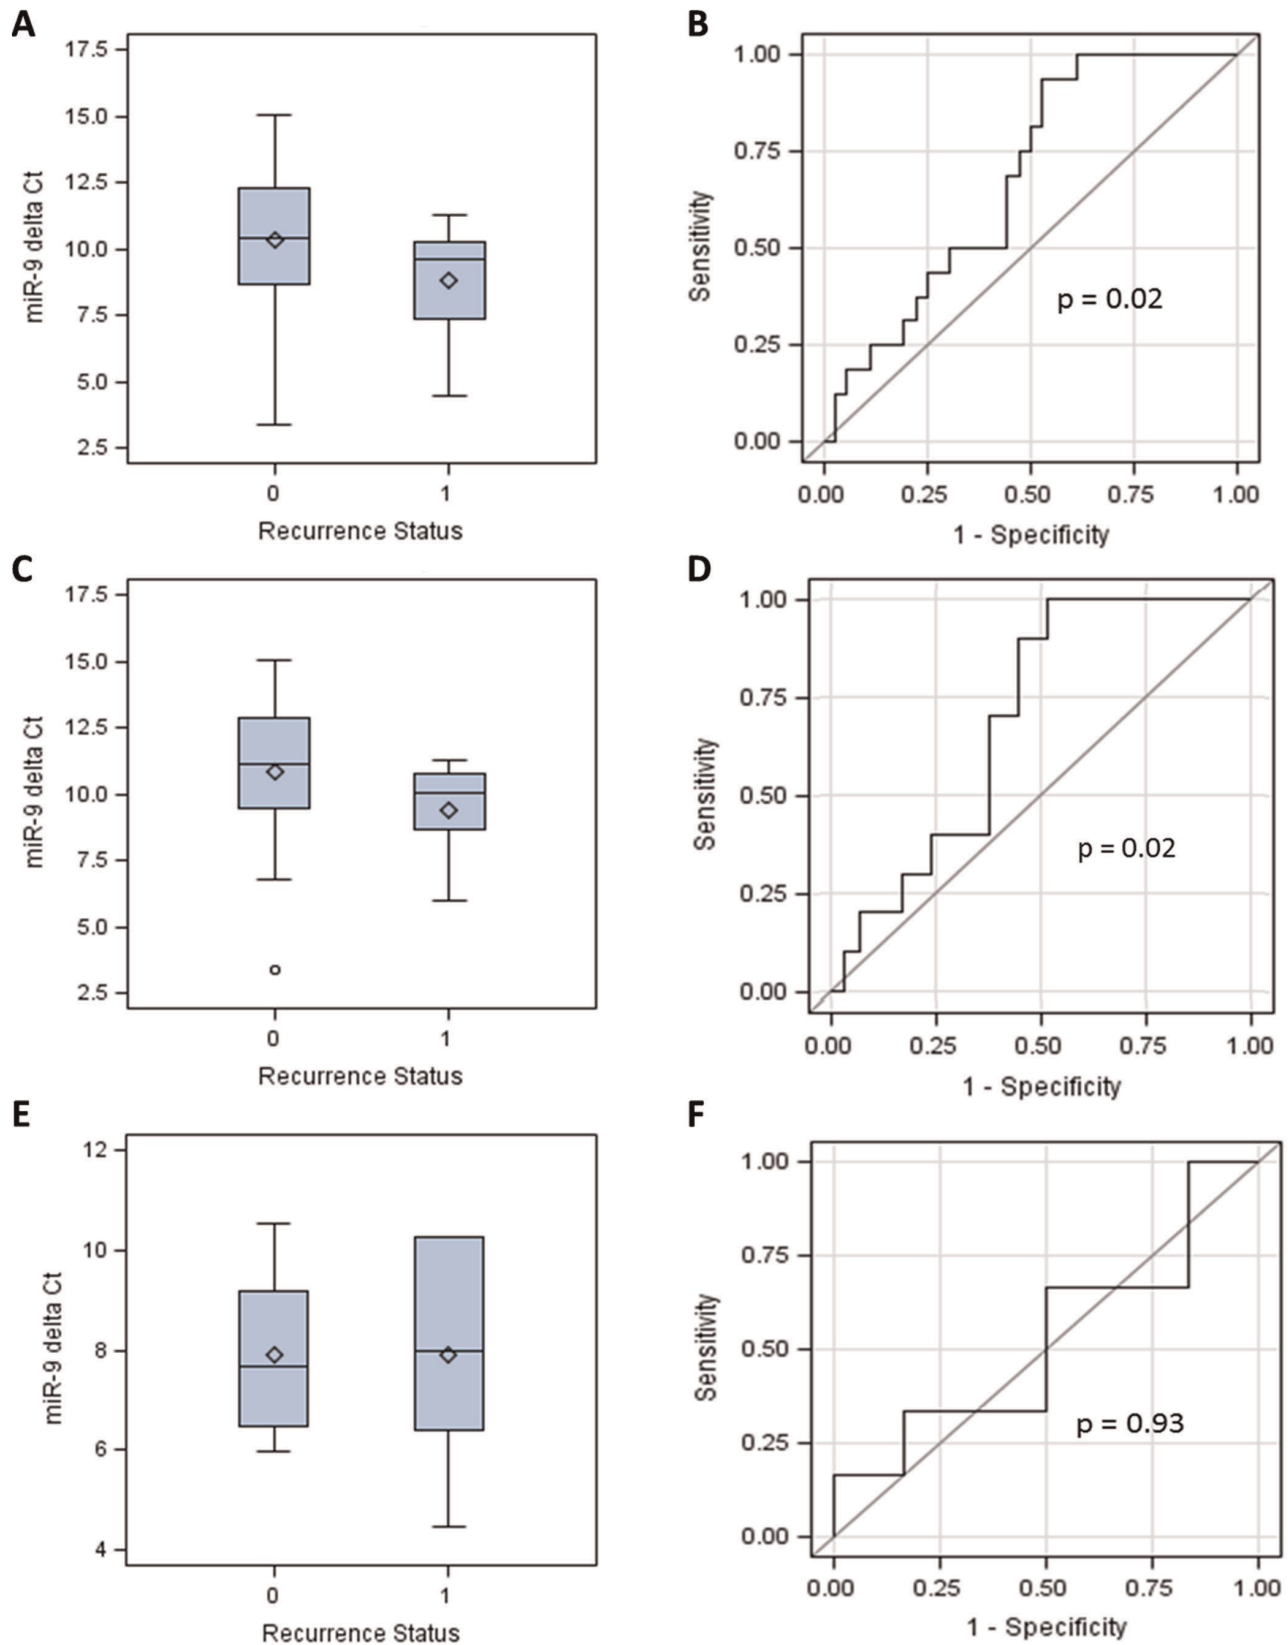 A
17.5
15.0
12.5
10.0
7.5
5.0
2.5
miR-9 delta Ct
0 1
Recurrence Status
B
1.00
0.75
0.50
0.25
0.00
Sensitivity
p = 0.02
0.00 0.25 0.50 0.75 1.00
1 - Specificity
C
17.5
15.0
12.5
10.0
7.5
5.0
2.5
miR-9 delta Ct
0 1
Recurrence Status
D
1.00
0.75
0.50
0.25
0.00
Sensitivity
p = 0.02
0.00 0.25 0.50 0.75 1.00
1 - Specificity
E
12
10
8
6
4
miR-9 delta Ct
0 1
Recurrence Status
F
1.00
0.75
0.50
0.25
0.00
Sensitivity
p = 0.93
0.00 0.25 0.50 0.75 1.00
1 - Specificity